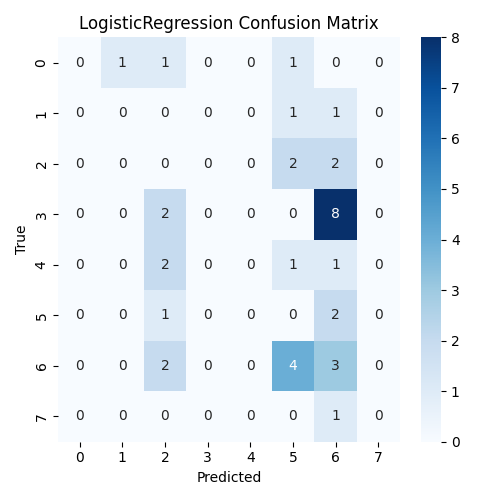 LogisticRegression Confusion Matrix
0 0 1 1 0 0 1 0 0
1 0 0 0 0 0 1 1 0
2 0 0 0 0 0 2 2 0
3 0 0 2 0 0 0 8 0
4 0 0 2 0 0 1 1 0
5 0 0 1 0 0 0 2 0
6 0 0 2 0 0 4 3 0
7 0 0 0 0 0 0 1 0
0 1 2 3 4 5 6 7
True
Predicted
8
7
6
5
4
3
2
1
0